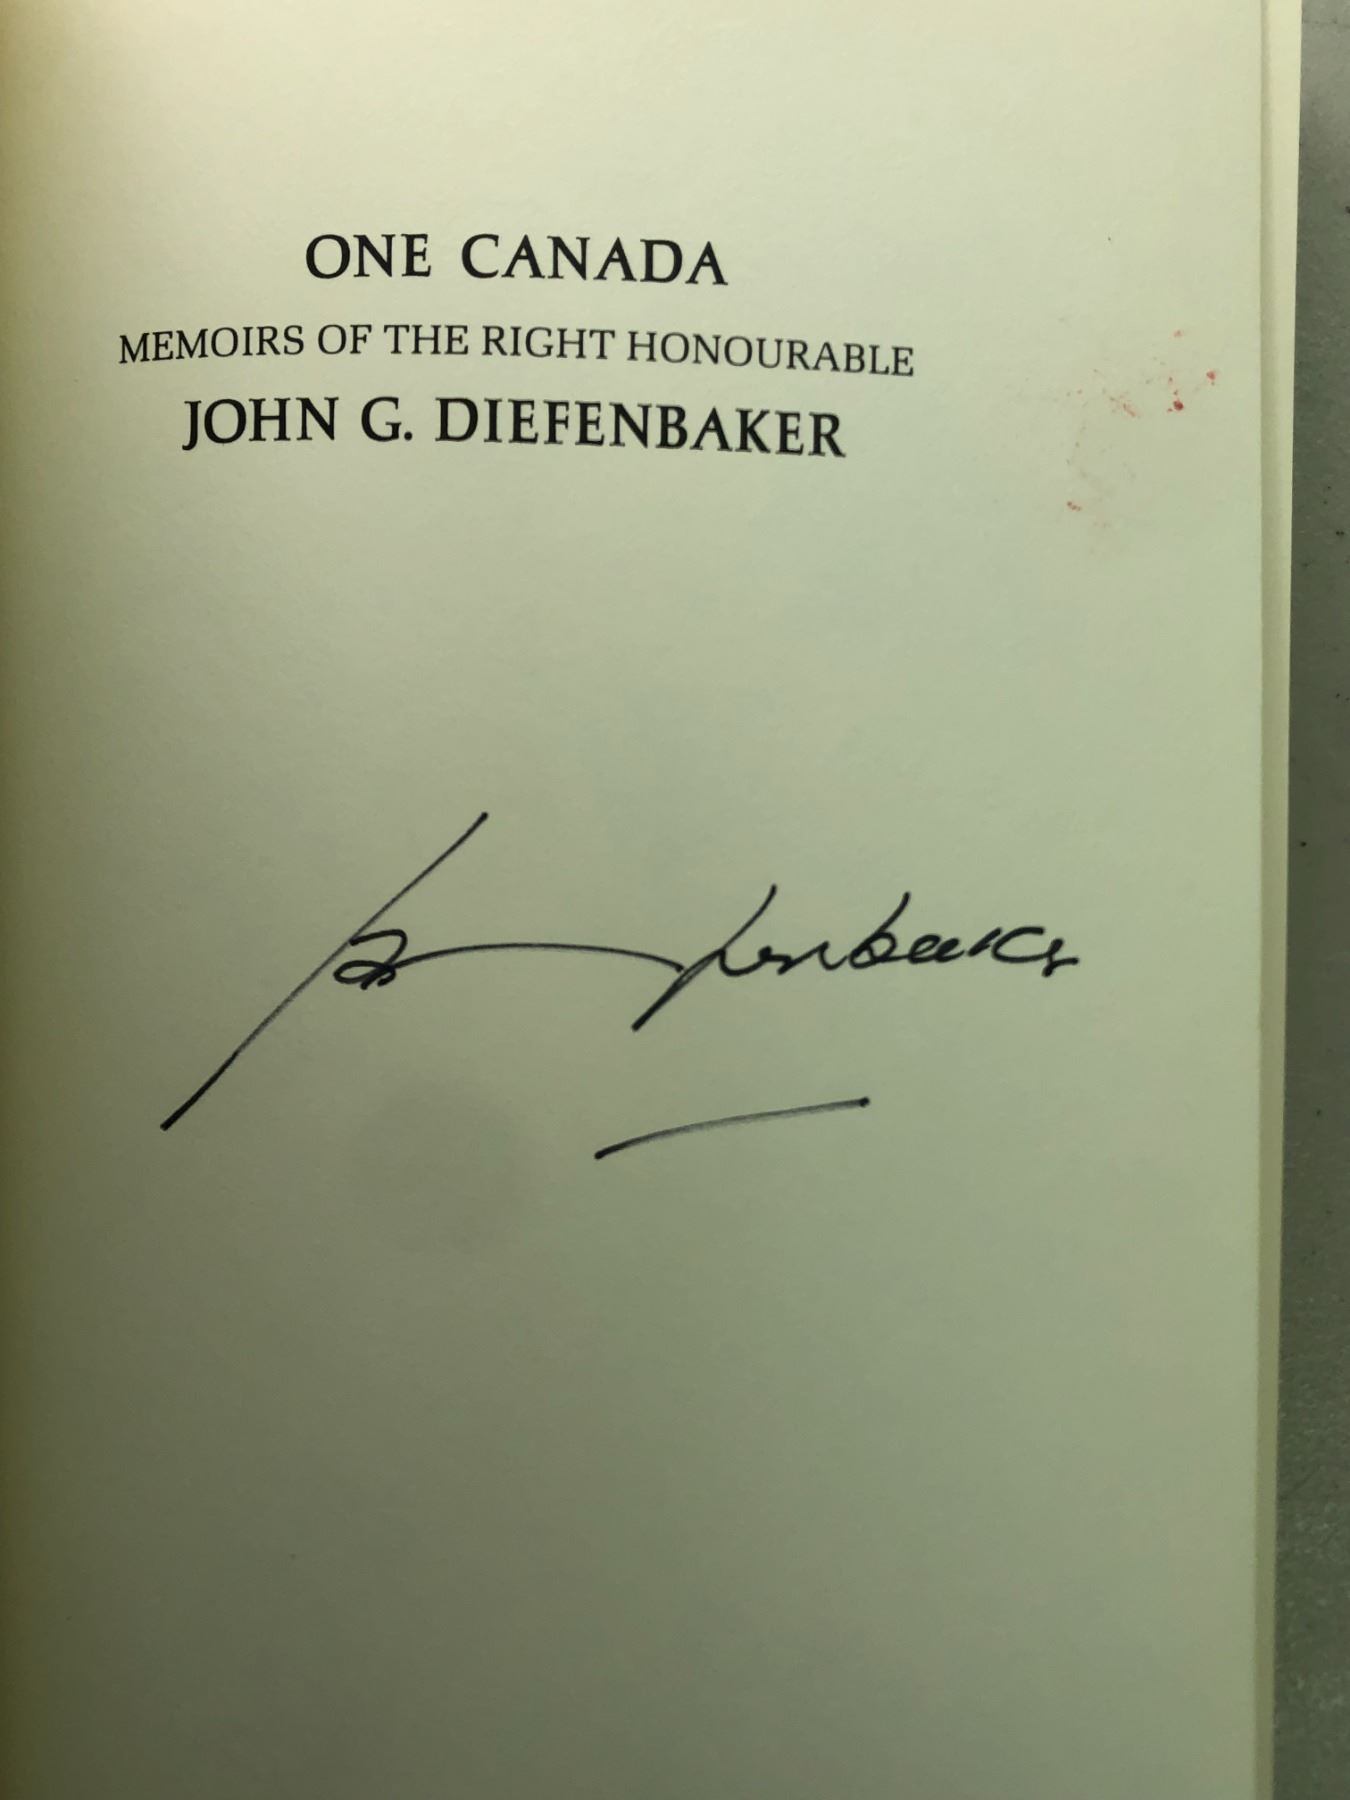 ONE CANADA
MEMOIRS OF THE RIGHT HONOURABLE
JOHN G. DIEFENBAKER